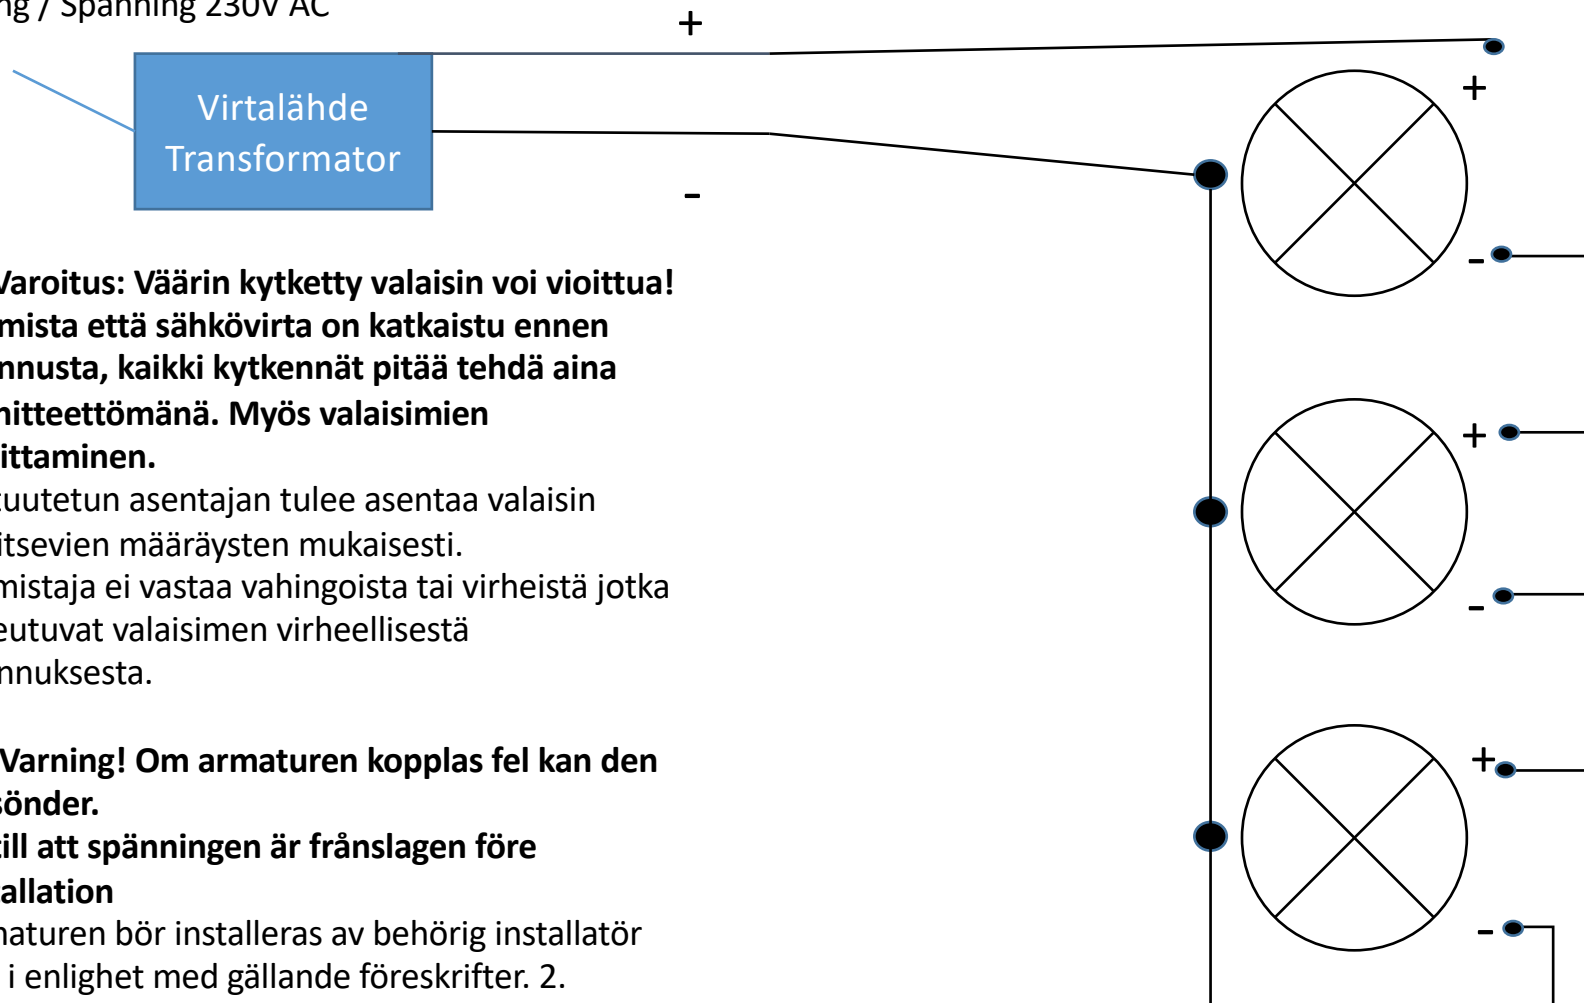 ng / Spänning 230V AC
+
Virtalähde
Transformator
-
+
-
Varoitus: Väärin kytketty valaisin voi vioittua!
mista että sähkövirta on katkaistu ennen
nnusta, kaikki kytkennät pitää tehdä aina
nitteettömänä. Myös valaisimien
ittaminen.
tuutetun asentajan tulee asentaa valaisin
itsevien määräysten mukaisesti.
mistaja ei vastaa vahingoista tai virheistä jotka
eutuvat valaisimen virheellisestä
nnuksesta.
+
-
Varning! Om armaturen kopplas fel kan den
sönder.
till att spänningen är frånslagen före
allation
naturen bör installeras av behörig installatör
i enlighet med gällande föreskrifter. 2.
+
-